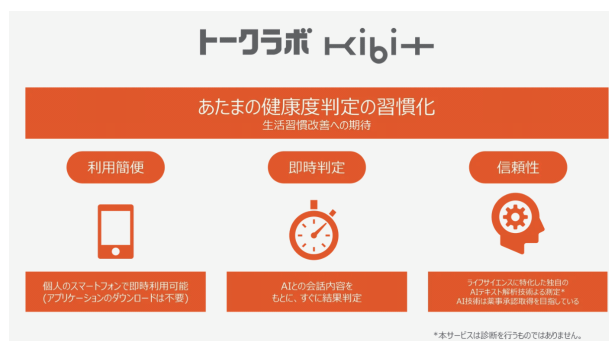 トークラボ KIBIT
あたまの健康度判定の習慣化
生活習慣改善への期待
利用簡便
即時判定
信頼性
個人のスマートフォンで即時利用可能
(アプリケーションのダウンロードは不要)
AIとの会話内容を
もとに、すぐに結果判定
ライフサイエンスに特化した独自の
AIテキスト解析技術よる測定*
AI技術は薬事承認取得を目指している
*本サービスは診断を行うものではありません。